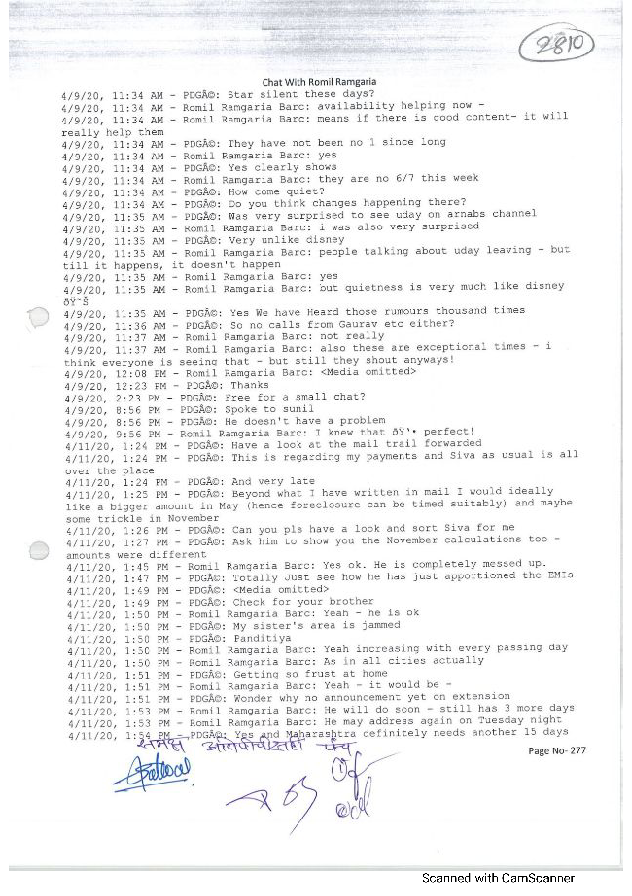 2810
Chat With Romil Ramgaria
4/9/20, 11:34 AM - PDGÂ©: Star silent these days?
4/9/20, 11:34 AM - Romil Ramgaria Barc: availability helping now -
4/9/20, 11:34 AM - Romil Ramgaria Barc: means if there is good content- it will
really help them
4/9/20, 11:34 AM - PDGÂ©: They have not been no 1 since long
4/9/20, 11:34 AM - Romil Ramgaria Barc: yes
4/9/20, 11:34 AM - PDGÂ©: Yes clearly shows
4/9/20, 11:34 AM - Romil Ramgaria Barc: they are no 6/7 this week
4/9/20, 11:34 AM - PDGÂ©: How come quiet?
4/9/20, 11:34 AM - PDGÂ©: Do you think changes happening there?
4/9/20, 11:35 AM - PDGÂ©: Was very surprised to see uday on arnabs channel
4/9/20, 11:35 AM - Romil Ramgaria Barc: i was also very surprised
4/9/20, 11:35 AM - PDGÂ©: Very unlike disney
4/9/20, 11:35 AM - Romil Ramgaria Barc: people talking about uday leaving - but
till it happens, it doesn't happen
4/9/20, 11:35 AM - Romil Ramgaria Barc: yes
4/9/20, 11:35 AM - Romil Ramgaria Barc: but quietness is very much like disney
ðŸ˜Š
4/9/20, 11:35 AM - PDGÂ©: Yes We have Heard those rumours thousand times
4/9/20, 11:36 AM - PDGÂ©: So no calls from Gaurav etc either?
4/9/20, 11:37 AM - Romil Ramgaria Barc: not really
4/9/20, 11:37 AM - Romil Ramgaria Barc: also these are exceptional times - i
think everyone is seeing that - but still they shout anyways!
4/9/20, 12:08 PM - Romil Ramgaria Barc: <Media omitted>
4/9/20, 12:23 PM - PDGÂ©: Thanks
4/9/20, 2:23 PM - PDGÂ©: Free for a small chat?
4/9/20, 8:56 PM - PDGÂ©: Spoke to sunil
4/9/20, 8:56 PM - PDGÂ©: He doesn't have a problem
4/9/20, 9:56 PM - Romil Ramgaria Barc: I knew that perfect!
4/11/20, 1:24 PM - PDGÂ©: Have a look at the mail trail forwarded
4/11/20, 1:24 PM - PDGÂ©: This is regarding my payments and Siva as usual is all
over the place
4/11/20, 1:24 PM - PDGÂ©: And very late
4/11/20, 1:25 PM - PDGÂ©: Beyond what I have written in mail I would ideally
like a bigger amount in May (hence foreclosure can be timed suitably) and maybe
some trickle in November
4/11/20, 1:26 PM - PDGÂ©: Can you pls have a look and sort Siva for me
4/11/20, 1:27 PM - PDGÂ©: Ask him to show you the November calculations too -
amounts were different
4/11/20, 1:45 PM - Romil Ramgaria Barc: Yes ok. He is completely messed up.
4/11/20, 1:47 PM - PDGÂ©: Totally Just see how he has just apportioned the EMIs
4/11/20, 1:49 PM - PDGÂ©: <Media omitted>
4/11/20, 1:49 PM - PDGÂ©: Check for your brother
4/11/20, 1:50 PM - Romil Ramgaria Barc: Yeah - he is ok
4/11/20, 1:50 PM - PDGÂ©: My sister's area is jammed
4/11/20, 1:50 PM - PDGÂ©: Panditiya
4/11/20, 1:50 PM - Romil Ramgaria Barc: Yeah increasing with every passing day
4/11/20, 1:50 PM - Romil Ramgaria Barc: As in all cities actually
4/11/20, 1:51 PM - PDGÂ©: Getting so frust at home
4/11/20, 1:51 PM - Romil Ramgaria Barc: Yeah - it would be -
4/11/20, 1:51 PM - PDGÂ©: Wonder why no announcement yet on extension
4/11/20, 1:53 PM - Romil Ramgaria Barc: He will do soon - still has 3 more days
4/11/20, 1:53 PM - Romil Ramgaria Barc: He may address again on Tuesday night
4/11/20, 1:54 PM - PDGÂ©: Yes and Maharashtra definitely needs another 15 days
समक्ष पंच
Page No- 277
Scanned with CamScanner